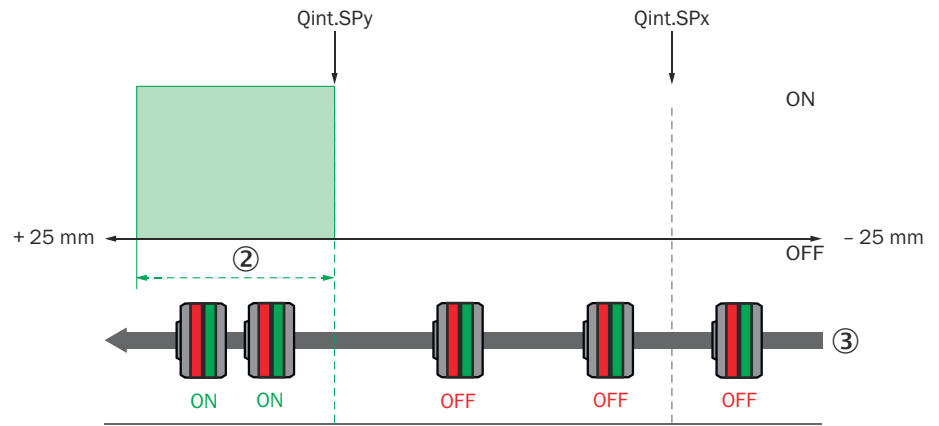 Qint.SPy
Qint.SPx
ON
+ 25 mm
– 25 mm
OFF
②
③
ON
ON
OFF
OFF
OFF